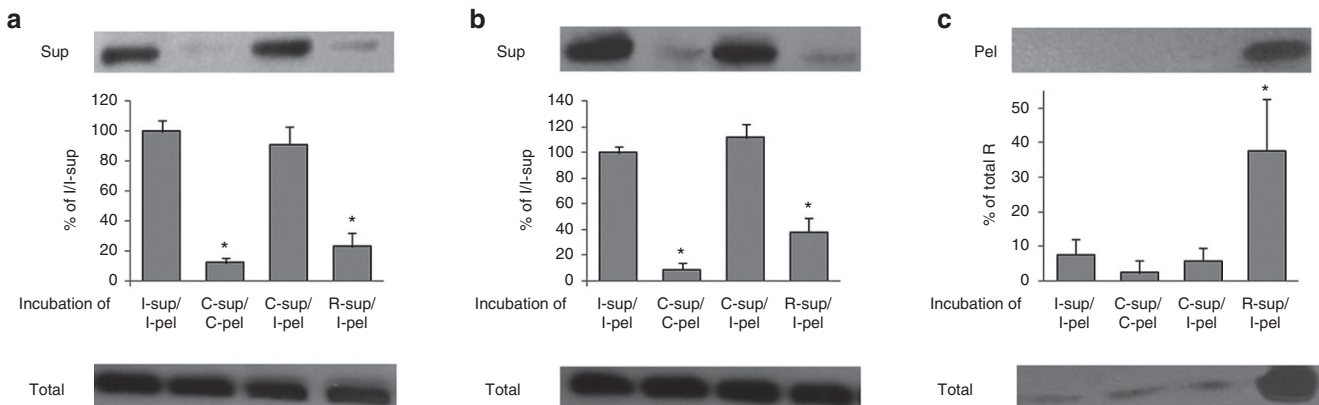 a
Sup
120
100
80
60
40
20
0
% of I/I-sup
*
*
Incubation of
I-sup/ C-sup/ C-sup/ R-sup/
I-pel C-pel I-pel I-pel
Total
b
Sup
140
120
100
80
60
40
20
0
% of I/I-sup
*
*
Incubation of
I-sup/ C-sup/ C-sup/ R-sup/
I-pel C-pel I-pel I-pel
Total
c
Pel
50
40
30
20
10
0
% of total R
*
Incubation of
I-sup/ C-sup/ C-sup/ R-sup/
I-pel C-pel I-pel I-pel
Total